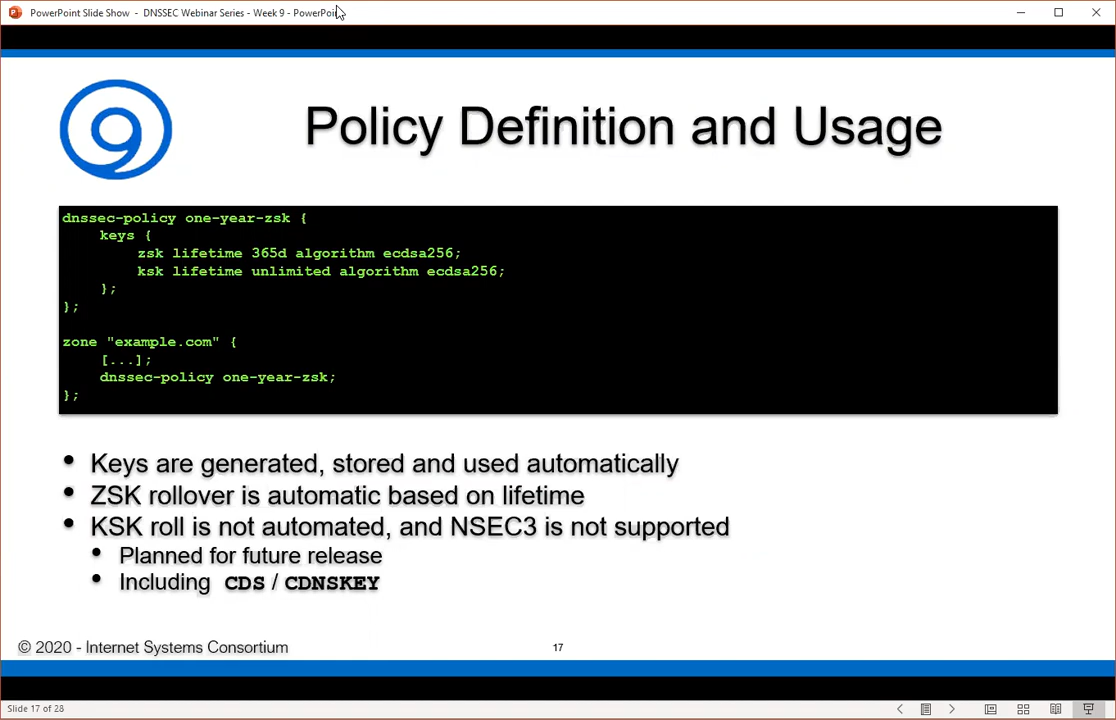 PowerPoint Slide Show - DNSSEC Webinar Series - Week 9 - PowerPoint
9
Policy Definition and Usage
dnssec-policy one-year-zsk {
keys {
zsk lifetime 365d algorithm ecdsa256;
ksk lifetime unlimited algorithm ecdsa256;
};
};
zone "example.com" {
[...];
dnssec-policy one-year-zsk;
};
• Keys are generated, stored and used automatically
• ZSK rollover is automatic based on lifetime
• KSK roll is not automated, and NSEC3 is not supported
• Planned for future release
• Including CDS / CDNSKEY
© 2020 - Internet Systems Consortium
17
Slide 17 of 28